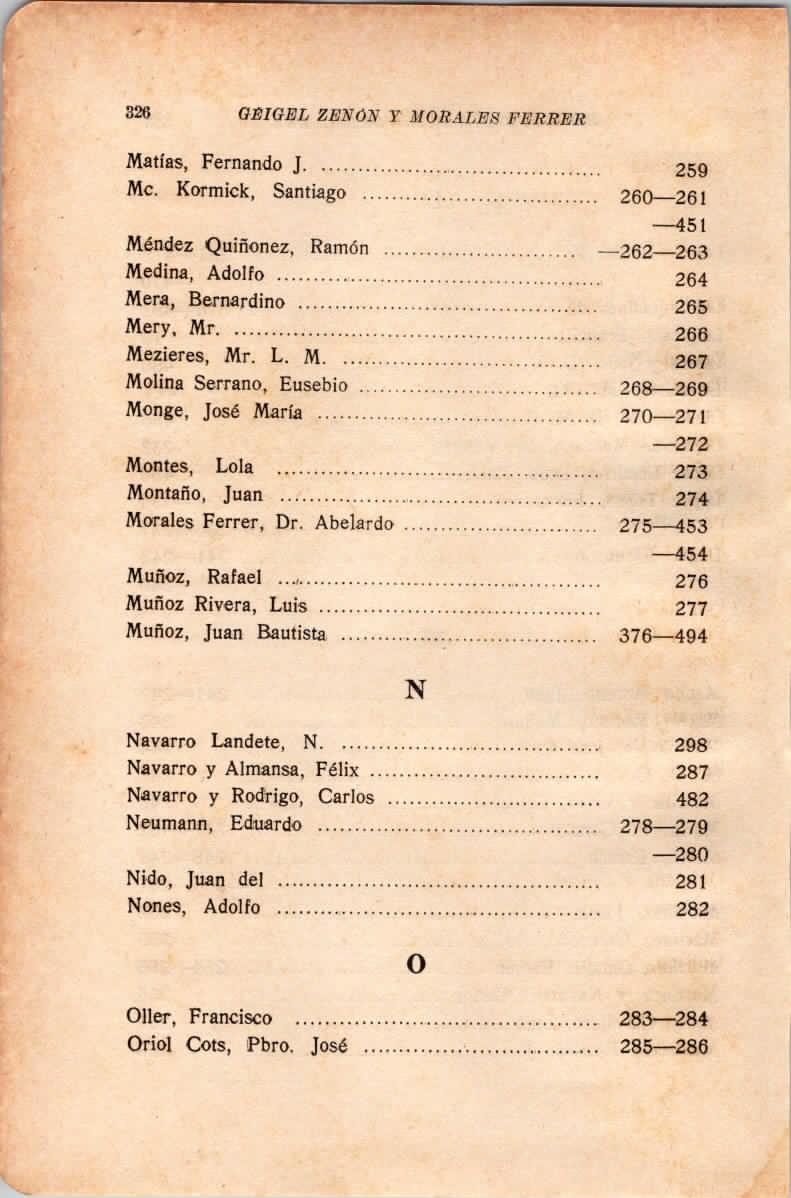 326 GÉIGEL ZENÓN Y MORALES FERRER
Matías, Fernando J. ........................................ 259
Mc. Kormick, Santiago ................................. 260—261
—451
Méndez Quiñonez, Ramón ........................... —262—263
Medina, Adolfo ............................................. 264
Mera, Bernardino .......................................... 265
Mery, Mr. ................................................... 266
Mezieres, Mr. L. M. .................................... 267
Molina Serrano, Eusebio ................................. 268—269
Monge, José María ....................................... 270—271
—272
Montes, Lola ............................................. 273
Montaño, Juan ............................................. 274
Morales Ferrer, Dr. Abelardo ........................... 275—453
—454
Muñoz, Rafael ............................................. 276
Muñoz Rivera, Luis ....................................... 277
Muñoz, Juan Bautista .................................... 376—494
N
Navarro Landete, N. .................................... 298
Navarro y Almansa, Félix ................................ 287
Navarro y Rodrigo, Carlos .............................. 482
Neumann, Eduardo ....................................... 278—279
—280
Nido, Juan del ............................................. 281
Nones, Adolfo ............................................. 282
O
Oller, Francisco .......................................... 283—284
Oriol Cots, Pbro. José ................................. 285—286